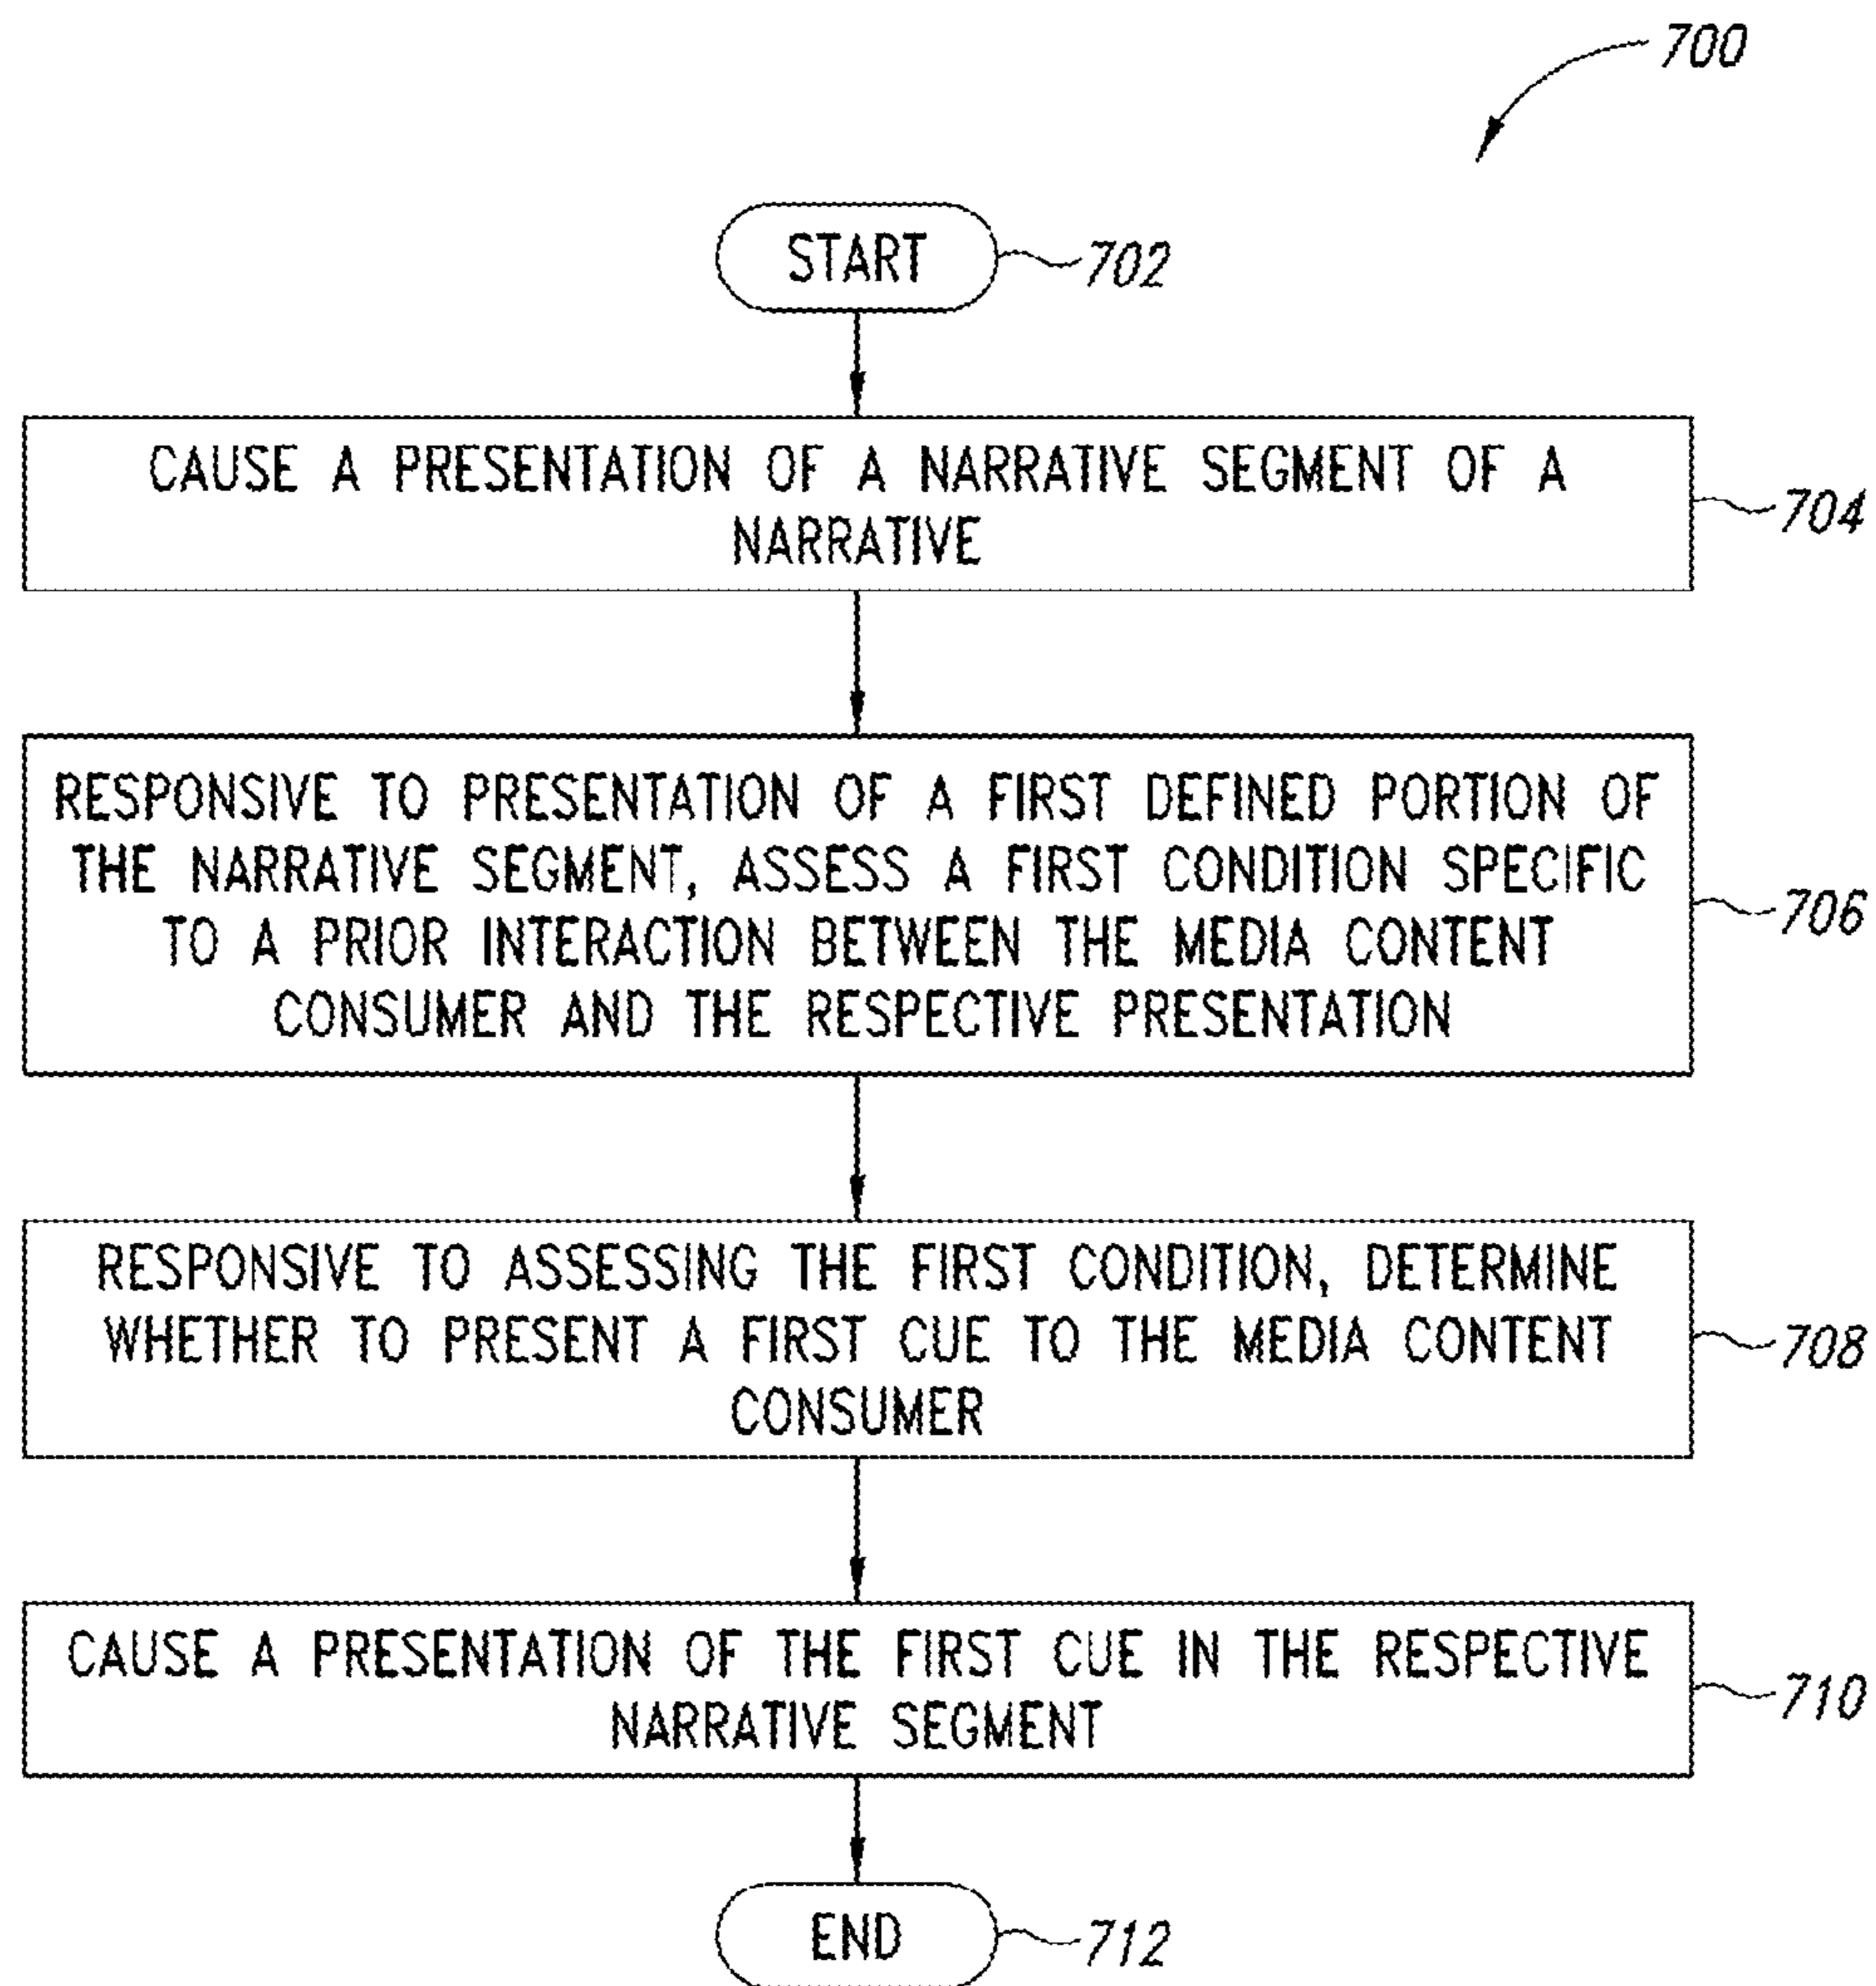 700
START
702
CAUSE A PRESENTATION OF A NARRATIVE SEGMENT OF A
NARRATIVE
704
RESPONSIVE TO PRESENTATION OF A FIRST DEFINED PORTION OF
THE NARRATIVE SEGMENT, ASSESS A FIRST CONDITION SPECIFIC
TO A PRIOR INTERACTION BETWEEN THE MEDIA CONTENT
CONSUMER AND THE RESPECTIVE PRESENTATION
706
RESPONSIVE TO ASSESSING THE FIRST CONDITION, DETERMINE
WHETHER TO PRESENT A FIRST CUE TO THE MEDIA CONTENT
CONSUMER
708
CAUSE A PRESENTATION OF THE FIRST CUE IN THE RESPECTIVE
NARRATIVE SEGMENT
710
END
712